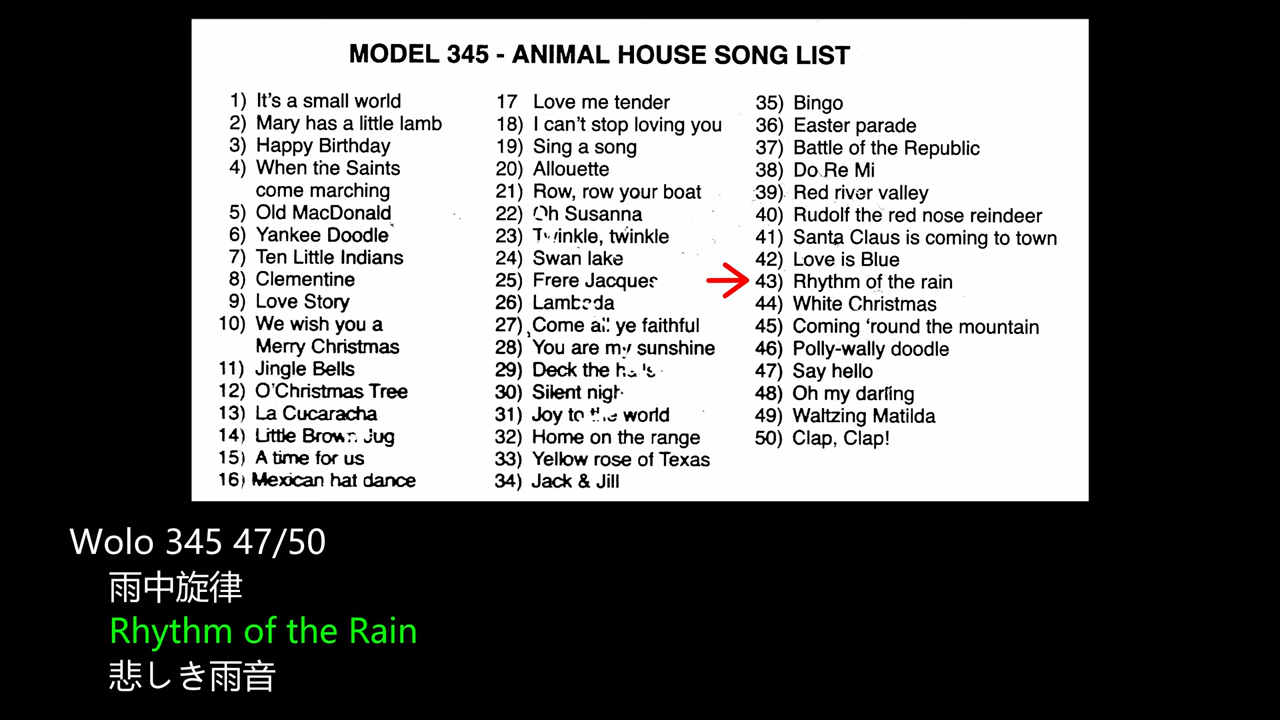 MODEL 345 - ANIMAL HOUSE SONG LIST
1) It's a small world
2) Mary has a little lamb
3) Happy Birthday
4) When the Saints
come marching
5) Old MacDonald
6) Yankee Doodle
7) Ten Little Indians
8) Clementine
9) Love Story
10) We wish you a
Merry Christmas
11) Jingle Bells
12) O'Christmas Tree
13) La Cucaracha
14) Little Brown Jug
15) A time for us
16) Mexican hat dance
17 Love me tender
18) I can't stop loving you
19) Sing a song
20) Allouette
21) Row, row your boat
22) Oh Susanna
23) Twinkle, twinkle
24) Swan lake
25) Frere Jacques
26) Lambada
27) Come all ye faithful
28) You are my sunshine
29) Deck the halls
30) Silent night
31) Joy to the world
32) Home on the range
33) Yellow rose of Texas
34) Jack & Jill
35) Bingo
36) Easter parade
37) Battle of the Republic
38) Do Re Mi
39) Red river valley
40) Rudolf the red nose reindeer
41) Santa Claus is coming to town
42) Love is Blue
43) Rhythm of the rain
44) White Christmas
45) Coming 'round the mountain
46) Polly-wally doodle
47) Say hello
48) Oh my darling
49) Waltzing Matilda
50) Clap, Clap!
Wolo 345 47/50
雨中旋律
Rhythm of the Rain
悲しき雨音